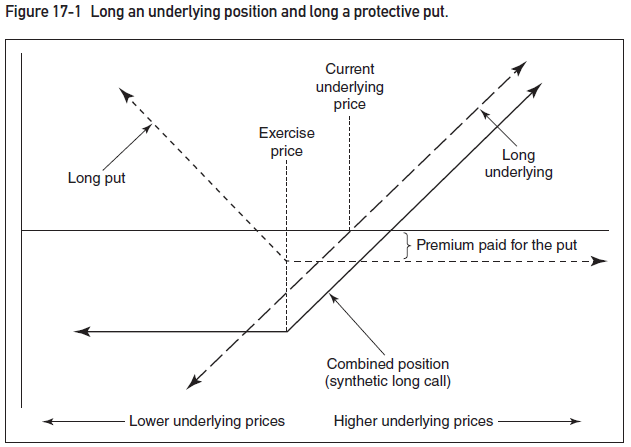 Figure 17-1 Long an underlying position and long a protective put.
Current
underlying
price
Exercise
price
Long put
Long
underlying
Premium paid for the put
Combined position
(synthetic long call)
Lower underlying prices
Higher underlying prices